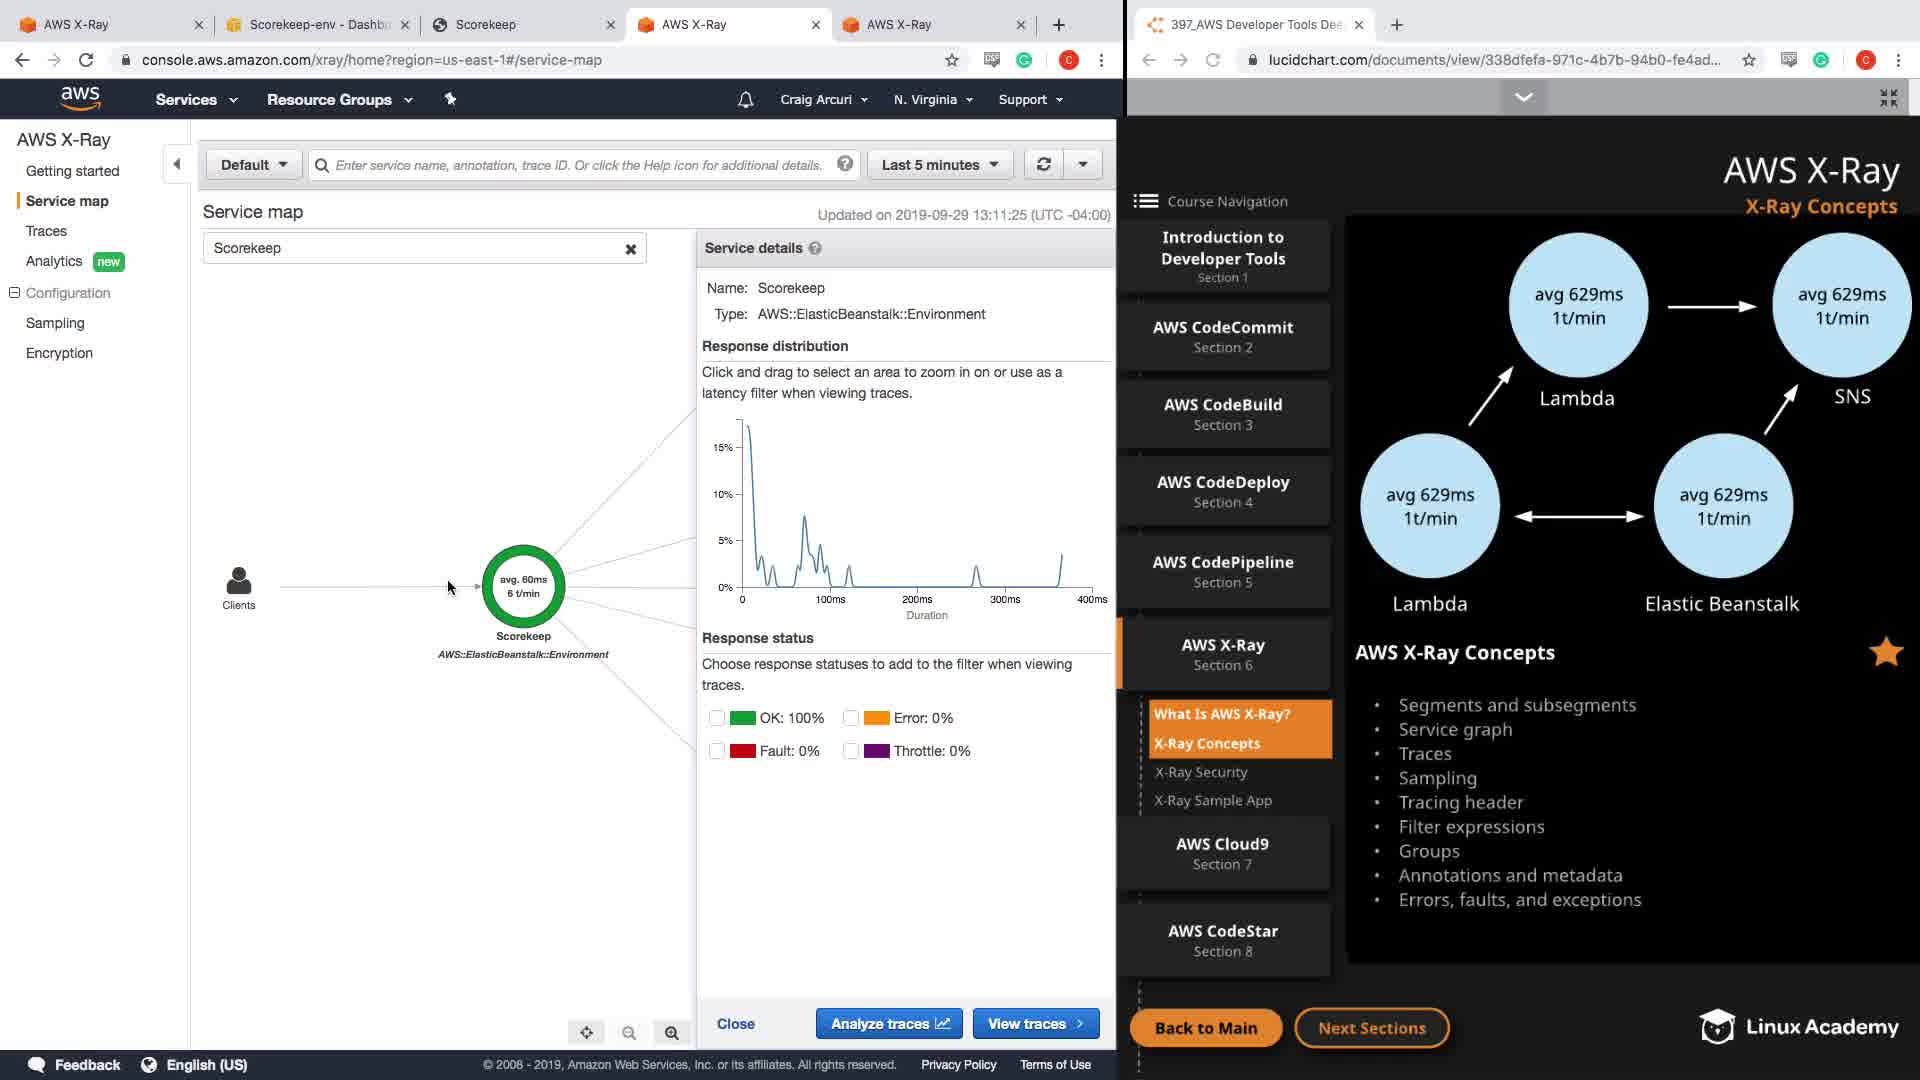 AWS X-Ray
Scorekeep-env - Dashbo
Scorekeep
AWS X-Ray
AWS X-Ray
console.aws.amazon.com/xray/home?region=us-east-1#/service-map
C
aws
Services
Resource Groups
Craig Arcuri
N. Virginia
Support
AWS X-Ray
Getting started
Service map
Traces
Analytics new
Configuration
Sampling
Encryption
Default
Enter service name, annotation, trace ID. Or click the Help icon for additional details.
Last 5 minutes
Service map
Updated on 2019-09-29 13:11:25 (UTC -04:00)
Scorekeep
Clients
avg. 60ms
6 t/min
Scorekeep
AWS::ElasticBeanstalk::Environment
Service details
Name: Scorekeep
Type: AWS::ElasticBeanstalk::Environment
Response distribution
Click and drag to select an area to zoom in on or use as a
latency filter when viewing traces.
15%
10%
5%
0%
0 100ms 200ms 300ms 400ms
Duration
Response status
Choose response statuses to add to the filter when viewing
traces.
OK: 100% Error: 0%
Fault: 0% Throttle: 0%
Close
Analyze traces
View traces
Feedback
English (US)
© 2008 - 2019, Amazon Web Services, Inc. or its affiliates. All rights reserved.
Privacy Policy
Terms of Use
397_AWS Developer Tools Dee
lucidchart.com/documents/view/338dfefa-971c-4b7b-94b0-fe4ad...
C
AWS X-Ray
X-Ray Concepts
Course Navigation
Introduction to
Developer Tools
Section 1
AWS CodeCommit
Section 2
AWS CodeBuild
Section 3
AWS CodeDeploy
Section 4
AWS CodePipeline
Section 5
AWS X-Ray
Section 6
What Is AWS X-Ray?
X-Ray Concepts
X-Ray Security
X-Ray Sample App
AWS Cloud9
Section 7
AWS CodeStar
Section 8
Back to Main
Next Sections
avg 629ms
1t/min
Lambda
avg 629ms
1t/min
SNS
avg 629ms
1t/min
Lambda
avg 629ms
1t/min
Elastic Beanstalk
AWS X-Ray Concepts
• Segments and subsegments
• Service graph
• Traces
• Sampling
• Tracing header
• Filter expressions
• Groups
• Annotations and metadata
• Errors, faults, and exceptions
Linux Academy